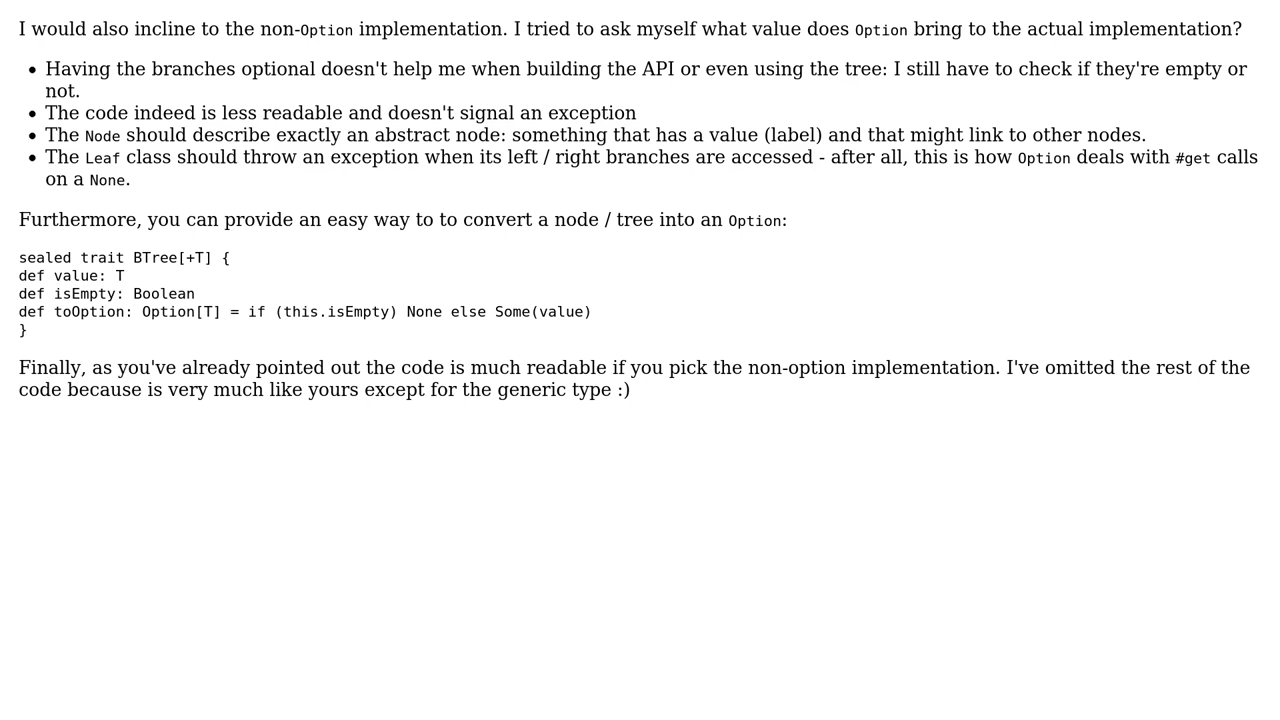 I would also incline to the non-Option implementation. I tried to ask myself what value does Option bring to the actual implementation?
• Having the branches optional doesn't help me when building the API or even using the tree: I still have to check if they're empty or
not.
• The code indeed is less readable and doesn't signal an exception
• The Node should describe exactly an abstract node: something that has a value (label) and that might link to other nodes.
• The Leaf class should throw an exception when its left / right branches are accessed - after all, this is how Option deals with #get calls
on a None.
Furthermore, you can provide an easy way to to convert a node / tree into an Option:
sealed trait BTree[+T] {
def value: T
def isEmpty: Boolean
def toOption: Option[T] = if (this.isEmpty) None else Some(value)
}
Finally, as you've already pointed out the code is much readable if you pick the non-option implementation. I've omitted the rest of the
code because is very much like yours except for the generic type :)